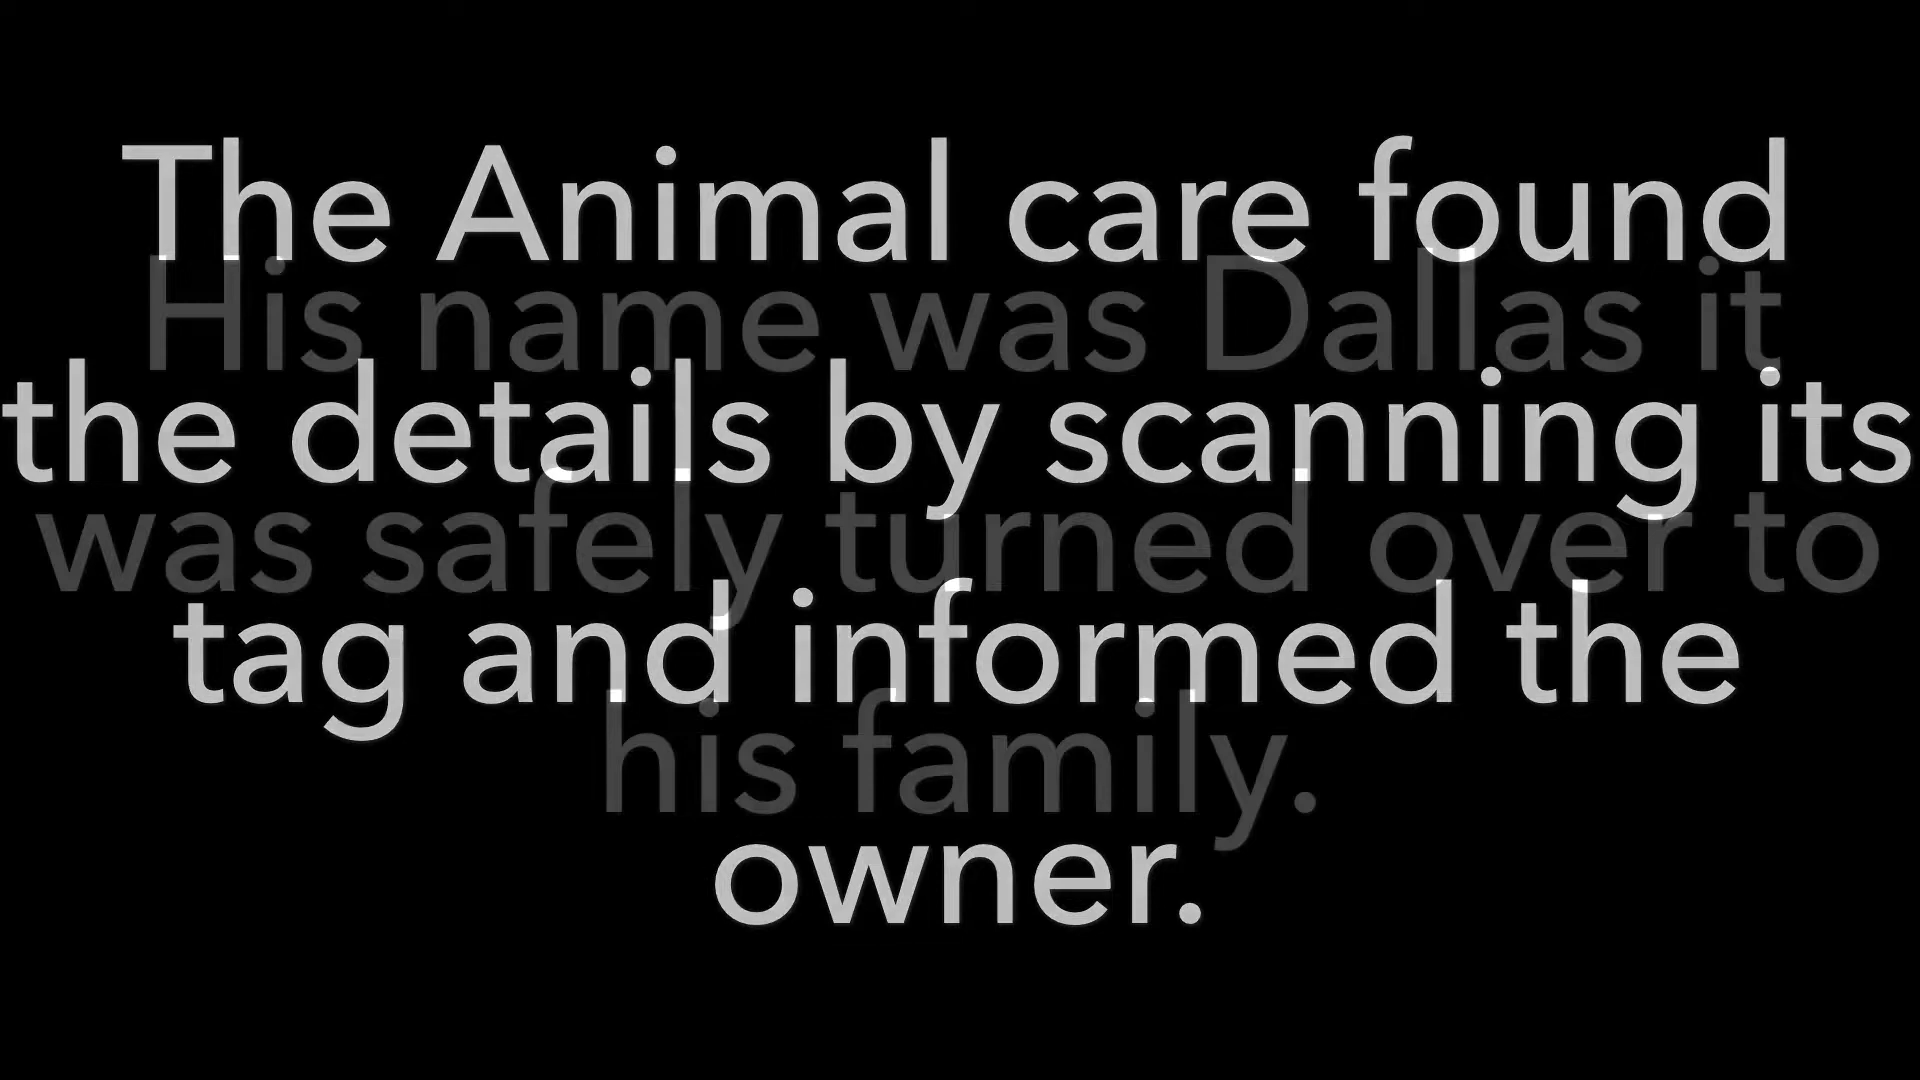 The Animal care found
the details by scanning its
tag and informed the
owner.
His name was Dallas it
was safely turned over to
his family.